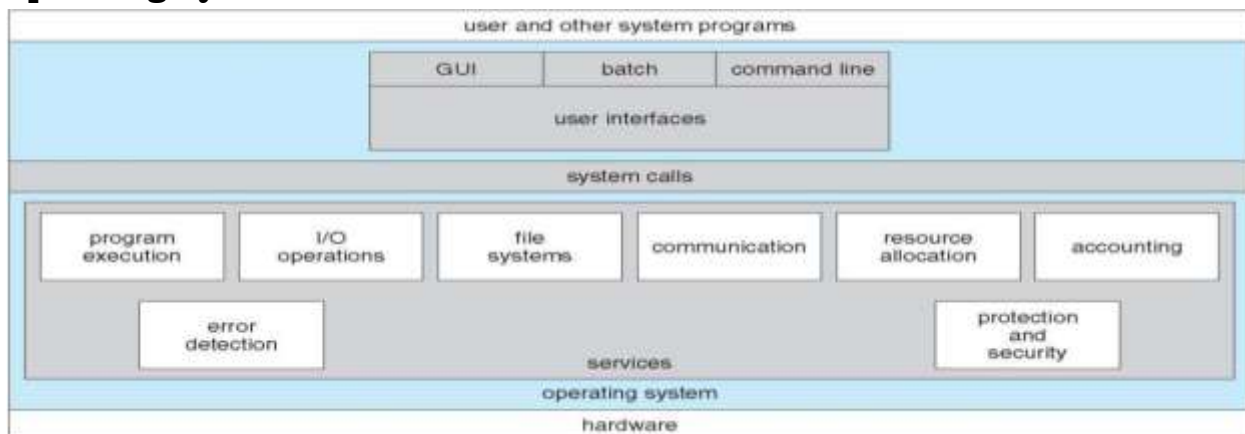 user and other system programs
GUI batch command line
user interfaces
system calls
program execution
I/O operations
file systems
communication
resource allocation
accounting
error detection
protection and security
services
operating system
hardware